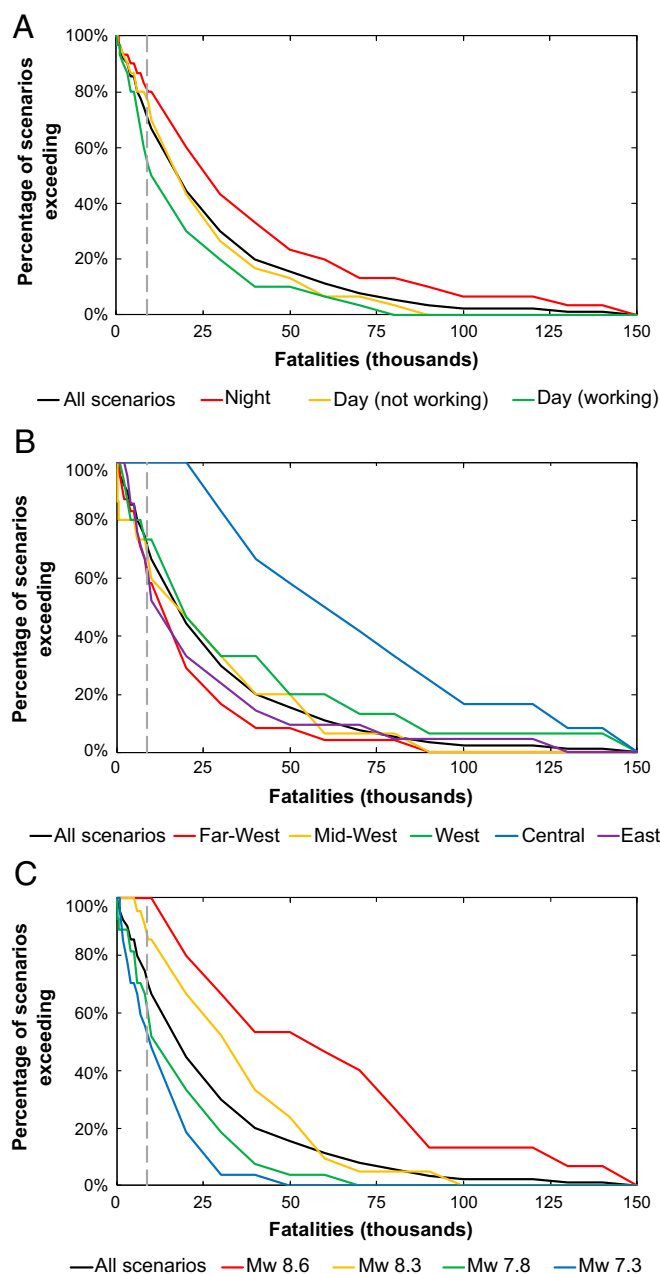 A
Percentage of scenarios
exceeding
100%
80%
60%
40%
20%
0%
0
25
50
75
100
125
150
Fatalities (thousands)
All scenarios Night Day (not working) Day (working)
B
Percentage of scenarios
exceeding
100%
80%
60%
40%
20%
0%
0
25
50
75
100
125
150
Fatalities (thousands)
All scenarios Far-West Mid-West West Central East
C
Percentage of scenarios
exceeding
100%
80%
60%
40%
20%
0%
0
25
50
75
100
125
150
Fatalities (thousands)
All scenarios Mw 8.6 Mw 8.3 Mw 7.8 Mw 7.3